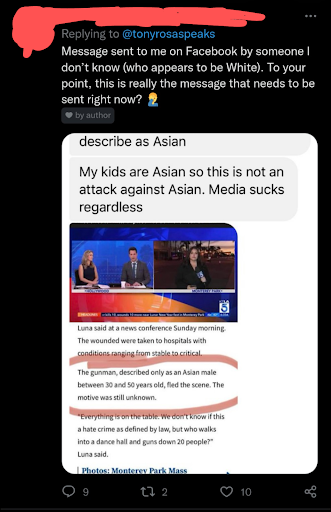 Replying to @tonyrosaspeaks
Message sent to me on Facebook by someone I
don't know (who appears to be White). To your
point, this is really the message that needs to be
sent right now? 🤦‍♂️
by author
describe as Asian
My kids are Asian so this is not an
attack against Asian. Media sucks
regardless
HOLLYWOOD
MONTEREY PARK
5
Luna said at a news conference Sunday morning.
The wounded were taken to hospitals with
conditions ranging from stable to critical.
The gunman, described only as an Asian male
between 30 and 50 years old, fled the scene. The
motive was still unknown.
"Everything is on the table. We don't know if this
a hate crime as defined by law, but who walks
into a dance hall and guns down 20 people?"
Luna said.
Photos: Monterey Park Mass
9 2 10